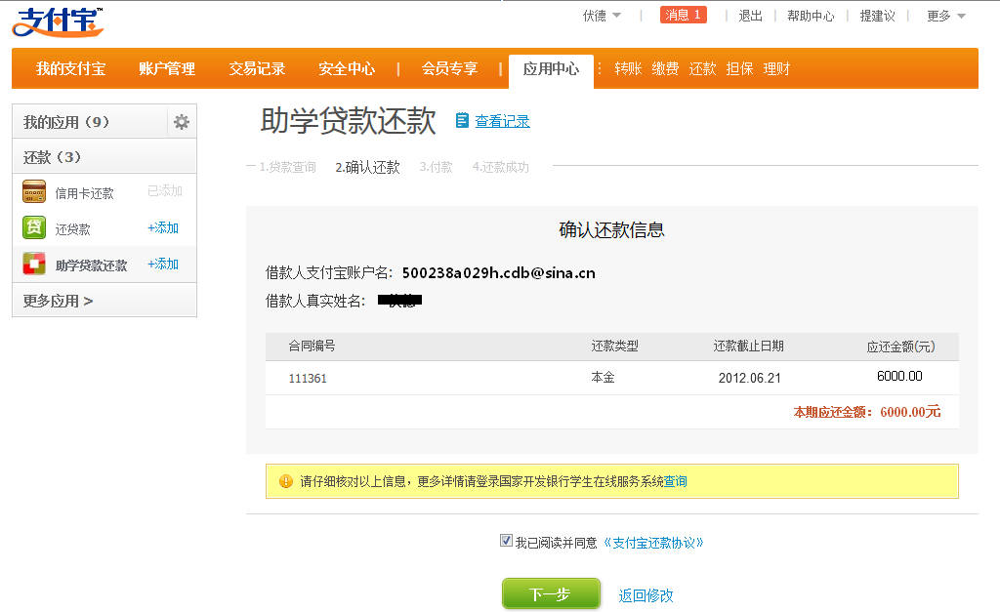 支付宝™
伏德 | 消息 1 | 退出 | 帮助中心 | 提建议 | 更多
我的支付宝 账户管理 交易记录 安全中心 | 会员专享 | 应用中心 转账 缴费 还款 担保 理财
我的应用（9）
还款（3）
信用卡还款 已添加
还贷款 +添加
贷
助学贷款还款 +添加
更多应用 >
助学贷款还款 查看记录
1.贷款查询 2.确认还款 3.付款 4.还款成功
确认还款信息
借款人支付宝账户名： 500238a029h.cdb@sina.cn
借款人真实姓名：
合同编号 还款类型 还款截止日期 应还金额(元)
111361 本金 2012.06.21 6000.00
本期应还金额： 6000.00元
请仔细核对以上信息，更多详情请登录国家开发银行学生在线服务系统查询
我已阅读并同意 《支付宝还款协议》
下一步 返回修改